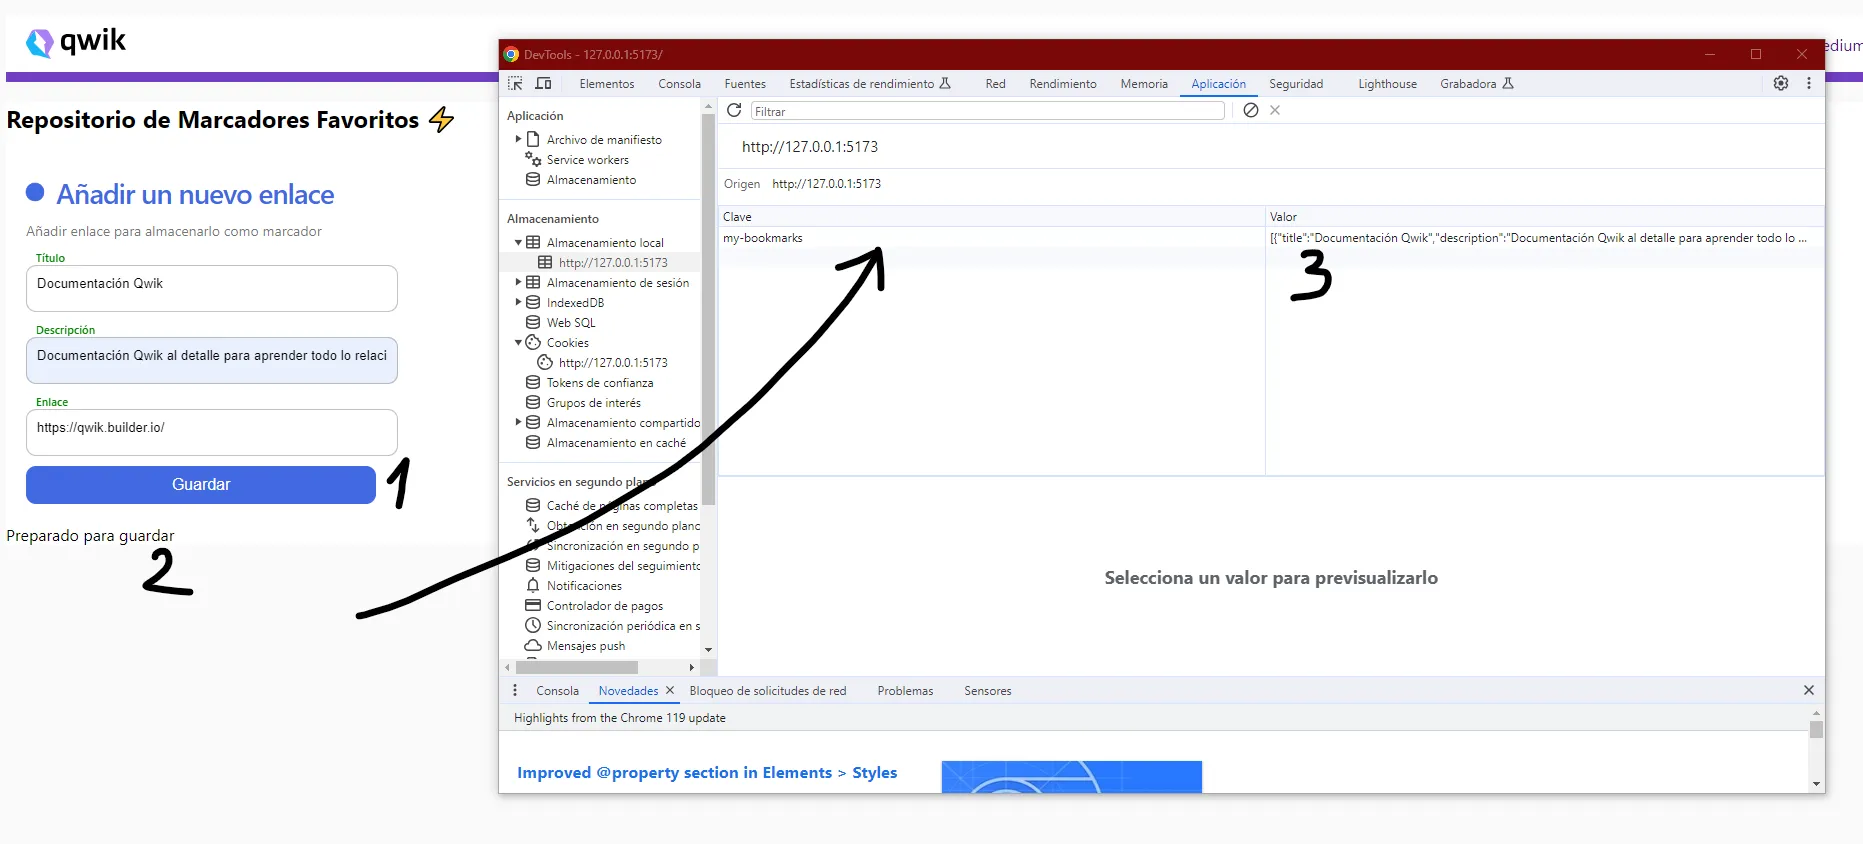 qwik
edium
Repositorio de Marcadores Favoritos ⚡
Añadir un nuevo enlace
Añadir enlace para almacenarlo como marcador
Título
Documentación Qwik
Descripción
Documentación Qwik al detalle para aprender todo lo relaci
Enlace
https://qwik.builder.io/
Guardar
1
Preparado para guardar
2
DevTools - 127.0.0.1:5173/
Elementos Consola Fuentes Estadísticas de rendimiento Red Rendimiento Memoria Aplicación Seguridad Lighthouse Grabadora
Aplicación
Archivo de manifiesto
Service workers
Almacenamiento
Almacenamiento
Almacenamiento local
http://127.0.0.1:5173
Almacenamiento de sesión
IndexedDB
Web SQL
Cookies
http://127.0.0.1:5173
Tokens de confianza
Grupos de interés
Almacenamiento compartido
Almacenamiento en caché
Servicios en segundo plano
Caché de páginas completas
Obtención en segundo plano
Sincronización en segundo p
Mitigaciones del seguimiento
Notificaciones
Controlador de pagos
Sincronización periódica en s
Mensajes push
Filtrar
http://127.0.0.1:5173
Origen http://127.0.0.1:5173
Clave Valor
my-bookmarks [{"title":"Documentación Qwik","description":"Documentación Qwik al detalle para aprender todo lo ...
3
Selecciona un valor para previsualizarlo
Consola Novedades Bloqueo de solicitudes de red Problemas Sensores
Highlights from the Chrome 119 update
Improved @property section in Elements > Styles